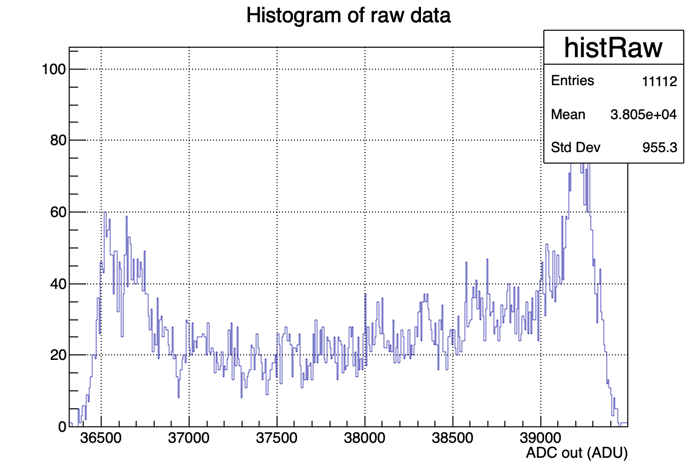 Histogram of raw data
histRaw
Entries 11112
Mean 3.805e+04
Std Dev 955.3
100
80
60
40
20
0
36500 37000 37500 38000 38500 39000
ADC out (ADU)